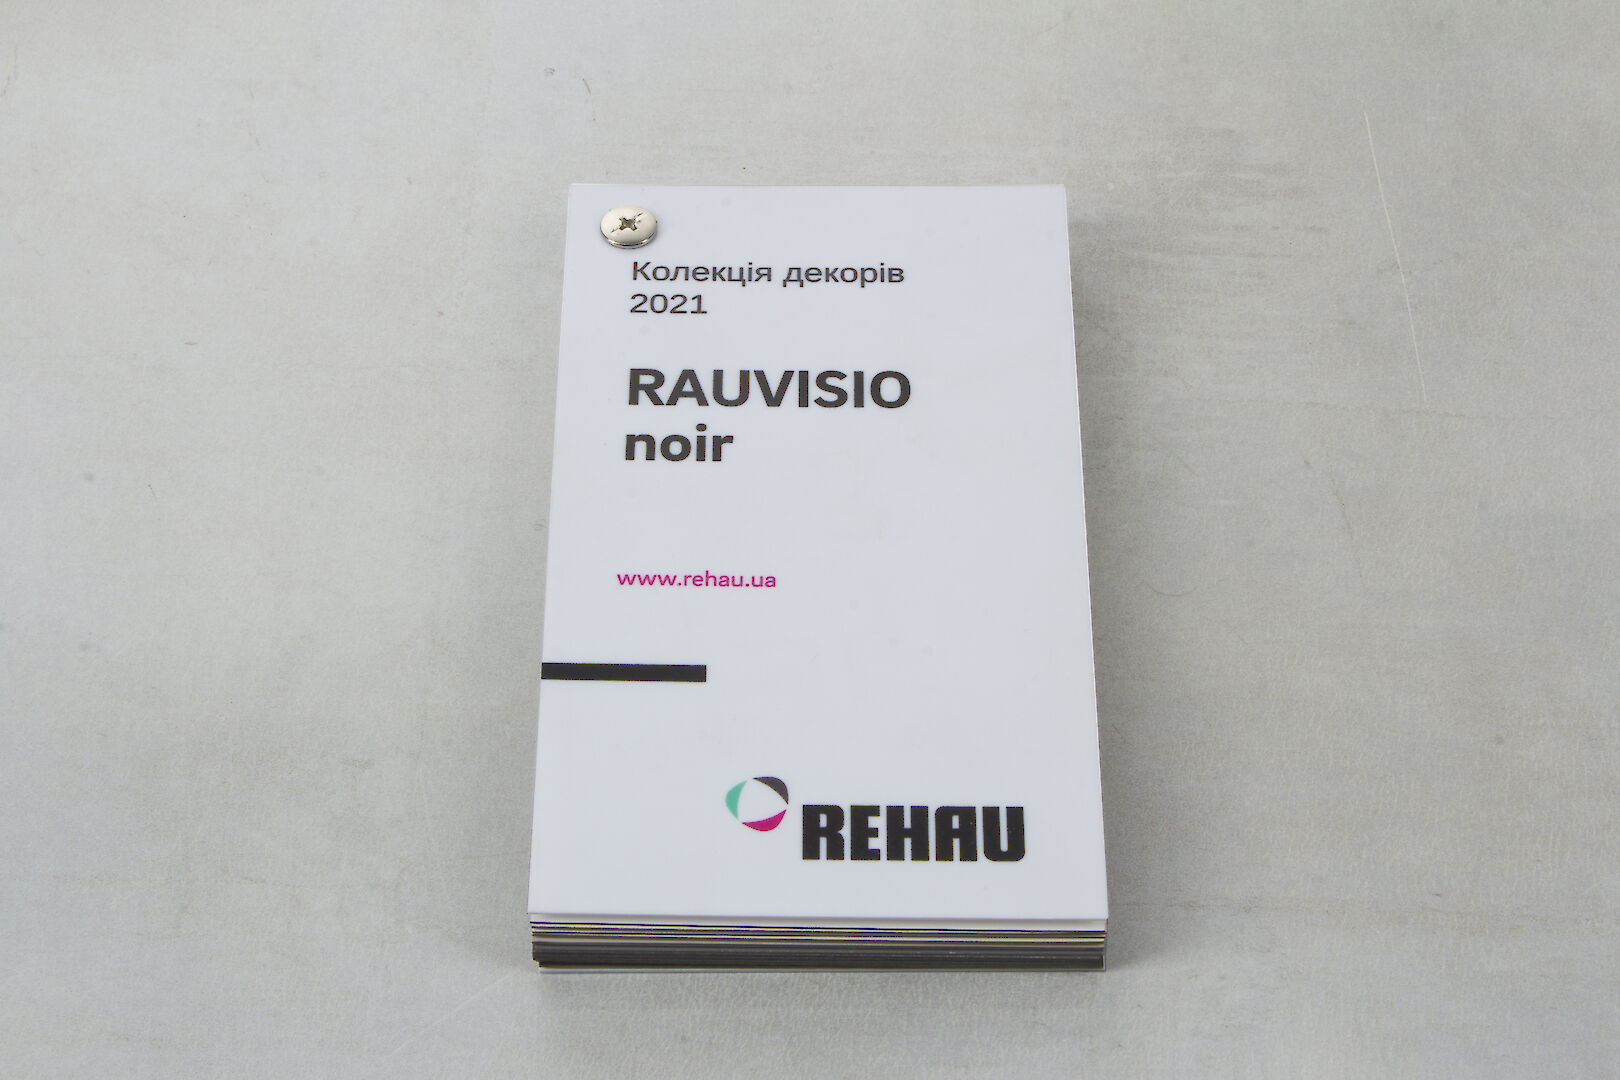 Колекція декорів
2021
RAUVISIO
noir
www.rehau.ua
REHAU